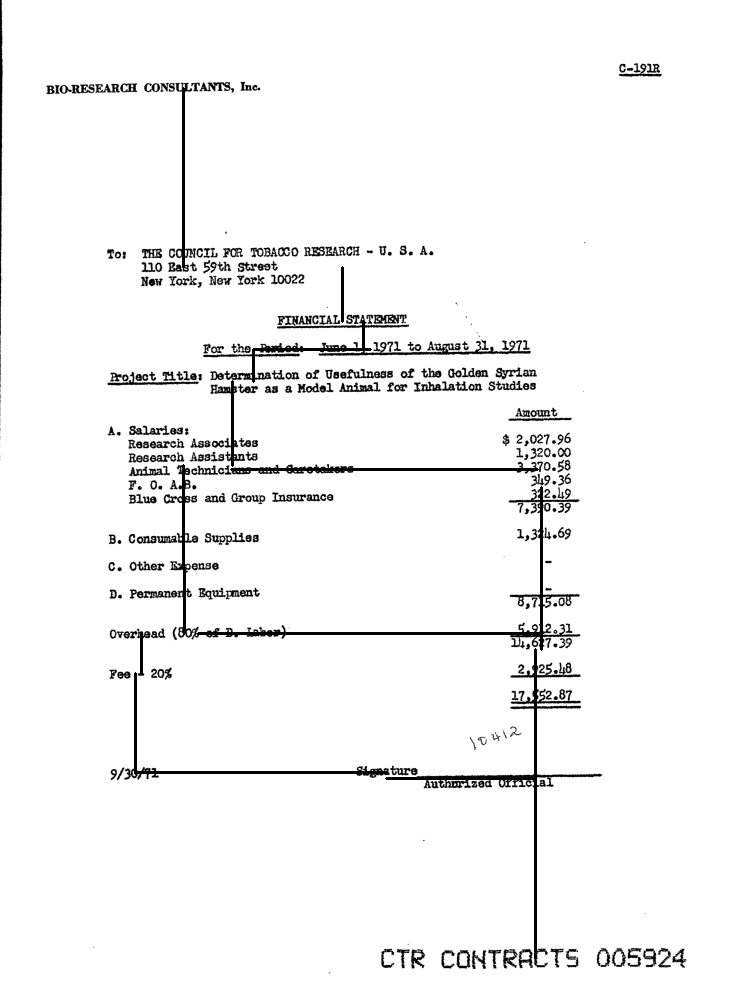 C-191R
BIO-RESEARCH CONSULTANTS, Inc.
To: THE COUNCIL FOR TOBACCO RESEARCH - U. S. A.
110 East 59th Street
New York, New York 10022
FINANCIAL STATEMENT
For the Period: June 1, 1971 to August 31, 1971
Project Title: Determination of Usefulness of the Golden Syrian
Hamster as a Model Animal for Inhalation Studies
Amount
A. Salaries:
Research Associates $ 2,027.96
Research Assistants 1,320.00
Animal Technicians and Caretakers 3,370.58
F. O. A.B. 349.36
Blue Cross and Group Insurance 322.49
7,390.39
B. Consumable Supplies 1,324.69
C. Other Expense -
D. Permanent Equipment -
8,715.08
Overhead (80% of D. Labor) 5,912.31
14,627.39
Fee - 20% 2,925.48
17,552.87
10412
9/30/71 Signature
Authorized Official
CTR CONTRACTS 005924